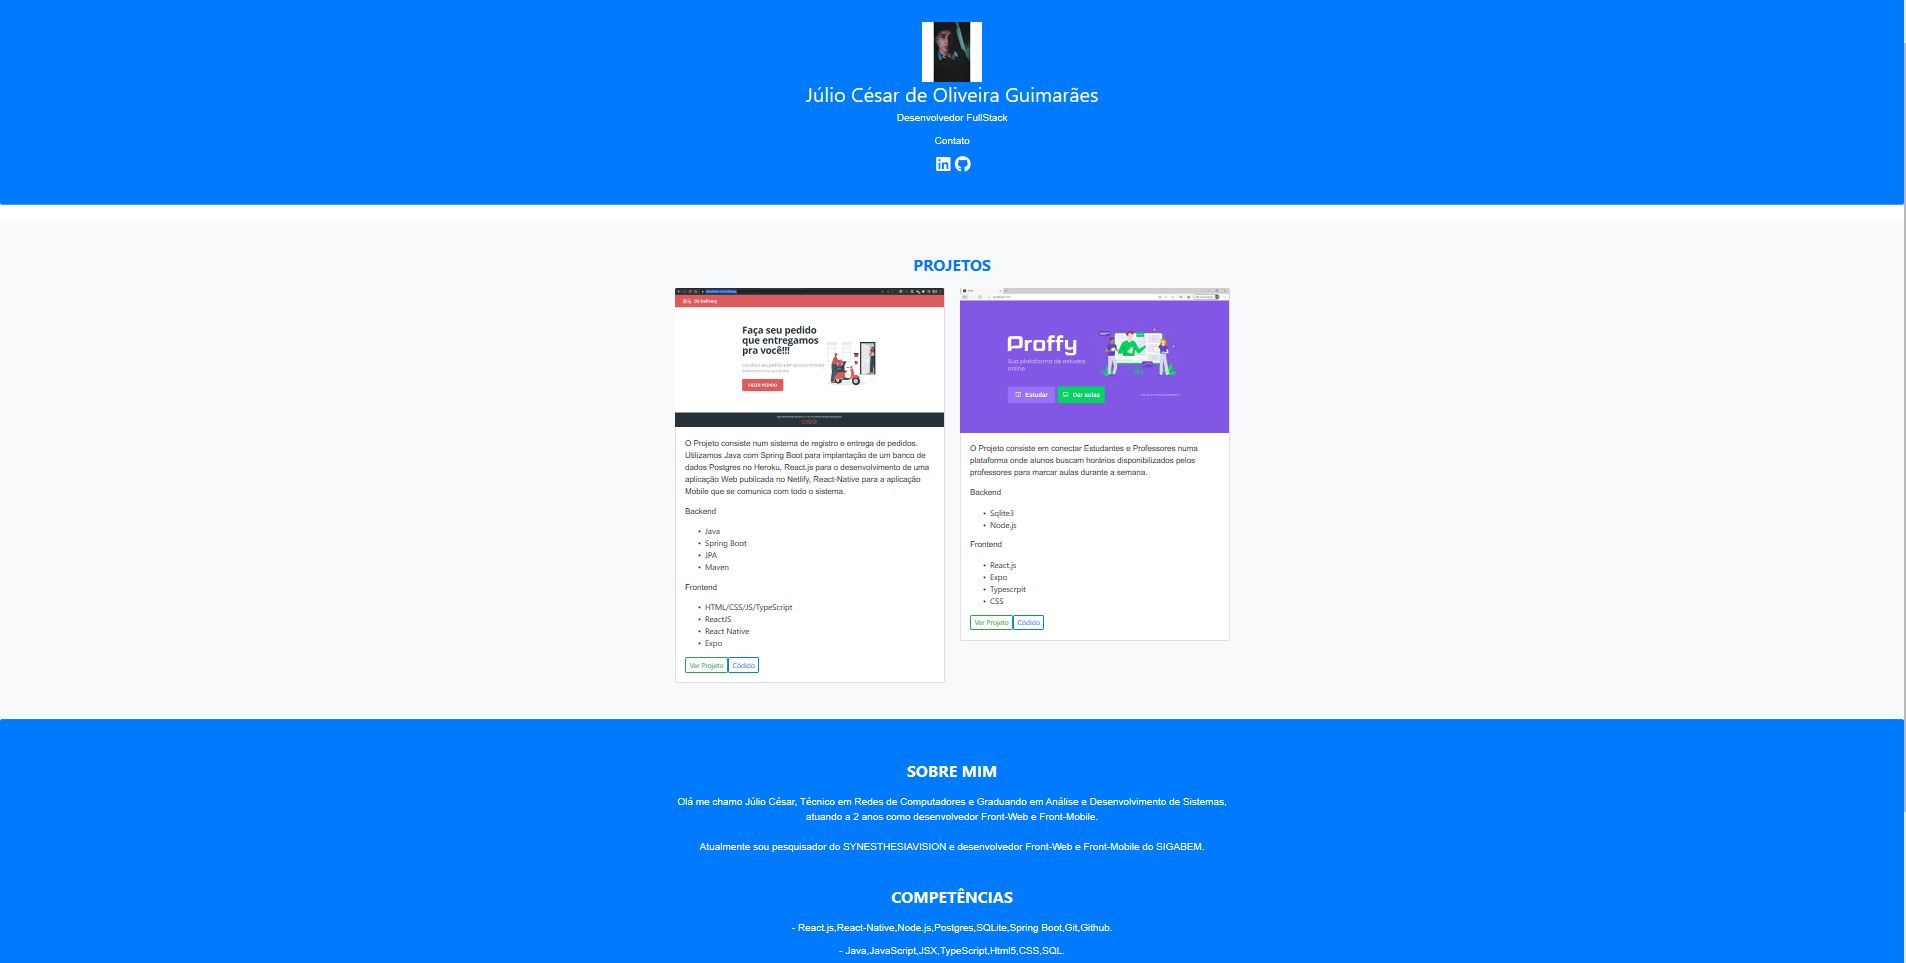 Júlio César de Oliveira Guimarães
Desenvolvedor FullStack
Contato
PROJETOS
DS Delivery
Faça seu pedido
que entregamos
pra você!!!
FAZER PEDIDO
O Projeto consiste num sistema de registro e entrega de pedidos.
Utilizamos Java com Spring Boot para implantação de um banco de
dados Postgres no Heroku, React.js para o desenvolvimento de uma
aplicação Web publicada no Netlify, React-Native para a aplicação
Mobile que se comunica com todo o sistema.
Backend
• Java
• Spring Boot
• JPA
• Maven
Frontend
• HTML/CSS/JS/TypeScript
• ReactJS
• React Native
• Expo
Ver Projeto Códido
Proffy
Sua plataforma de estudos
online
Estudar Dar aulas
O Projeto consiste em conectar Estudantes e Professores numa
plataforma onde alunos buscam horários disponibilizados pelos
professores para marcar aulas durante a semana.
Backend
• Sqlite3
• Node.js
Frontend
• React.js
• Expo
• Typescrpit
• CSS
Ver Projeto Códido
SOBRE MIM
Olá me chamo Júlio César, Técnico em Redes de Computadores e Graduando em Análise e Desenvolvimento de Sistemas,
atuando a 2 anos como desenvolvedor Front-Web e Front-Mobile.
Atualmente sou pesquisador do SYNESTHESIAVISION e desenvolvedor Front-Web e Front-Mobile do SIGABEM.
COMPETÊNCIAS
- React.js,React-Native,Node.js,Postgres,SQLite,Spring Boot,Git,Github.
- Java,JavaScript,JSX,TypeScript,Html5,CSS,SQL.